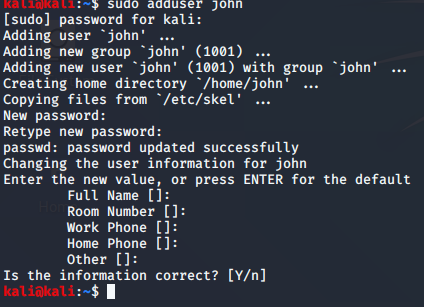 kali@kali:~$ sudo adduser john
[sudo] password for kali:
Adding user `john' ...
Adding new group `john' (1001) ...
Adding new user `john' (1001) with group `john' ...
Creating home directory `/home/john' ...
Copying files from `/etc/skel' ...
New password:
Retype new password:
passwd: password updated successfully
Changing the user information for john
Enter the new value, or press ENTER for the default
Full Name []:
Room Number []:
Work Phone []:
Home Phone []:
Other []:
Is the information correct? [Y/n]
kali@kali:~$